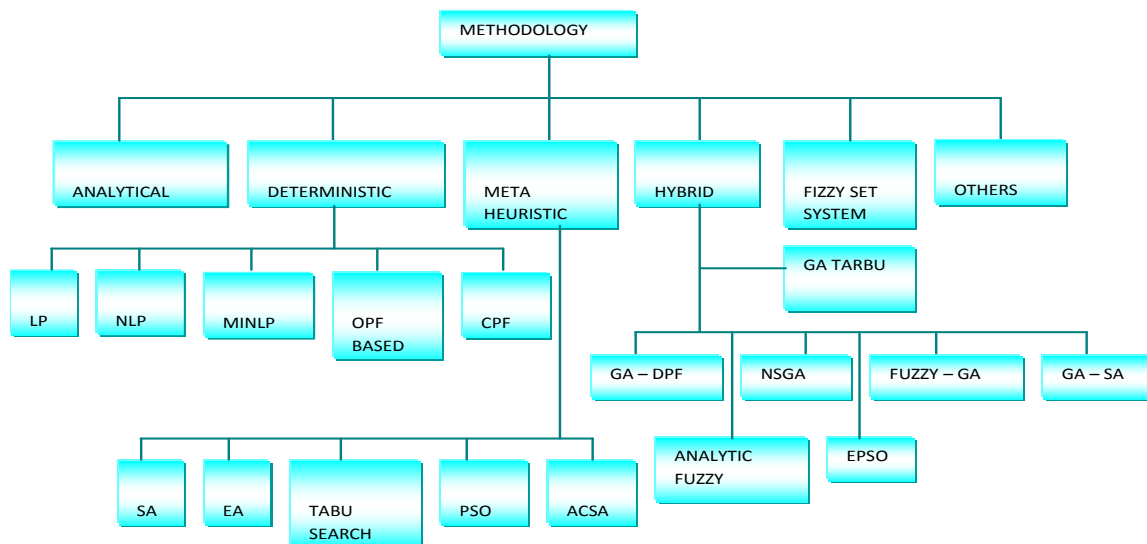 METHODOLOGY
ANALYTICAL
DETERMINISTIC
META
HEURISTIC
HYBRID
FIZZY SET
SYSTEM
OTHERS
GA TARBU
LP
NLP
MINLP
OPF
BASED
CPF
GA – DPF
NSGA
FUZZY – GA
GA – SA
ANALYTIC
FUZZY
EPSO
SA
EA
TABU
SEARCH
PSO
ACSA